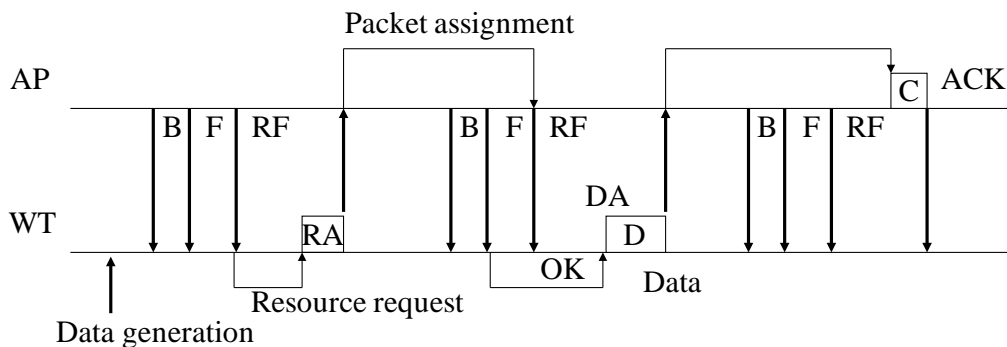 Packet assignment
AP
C
ACK
B F RF
B F RF
B F RF
DA
WT
RA
D
OK
Data
Resource request
Data generation